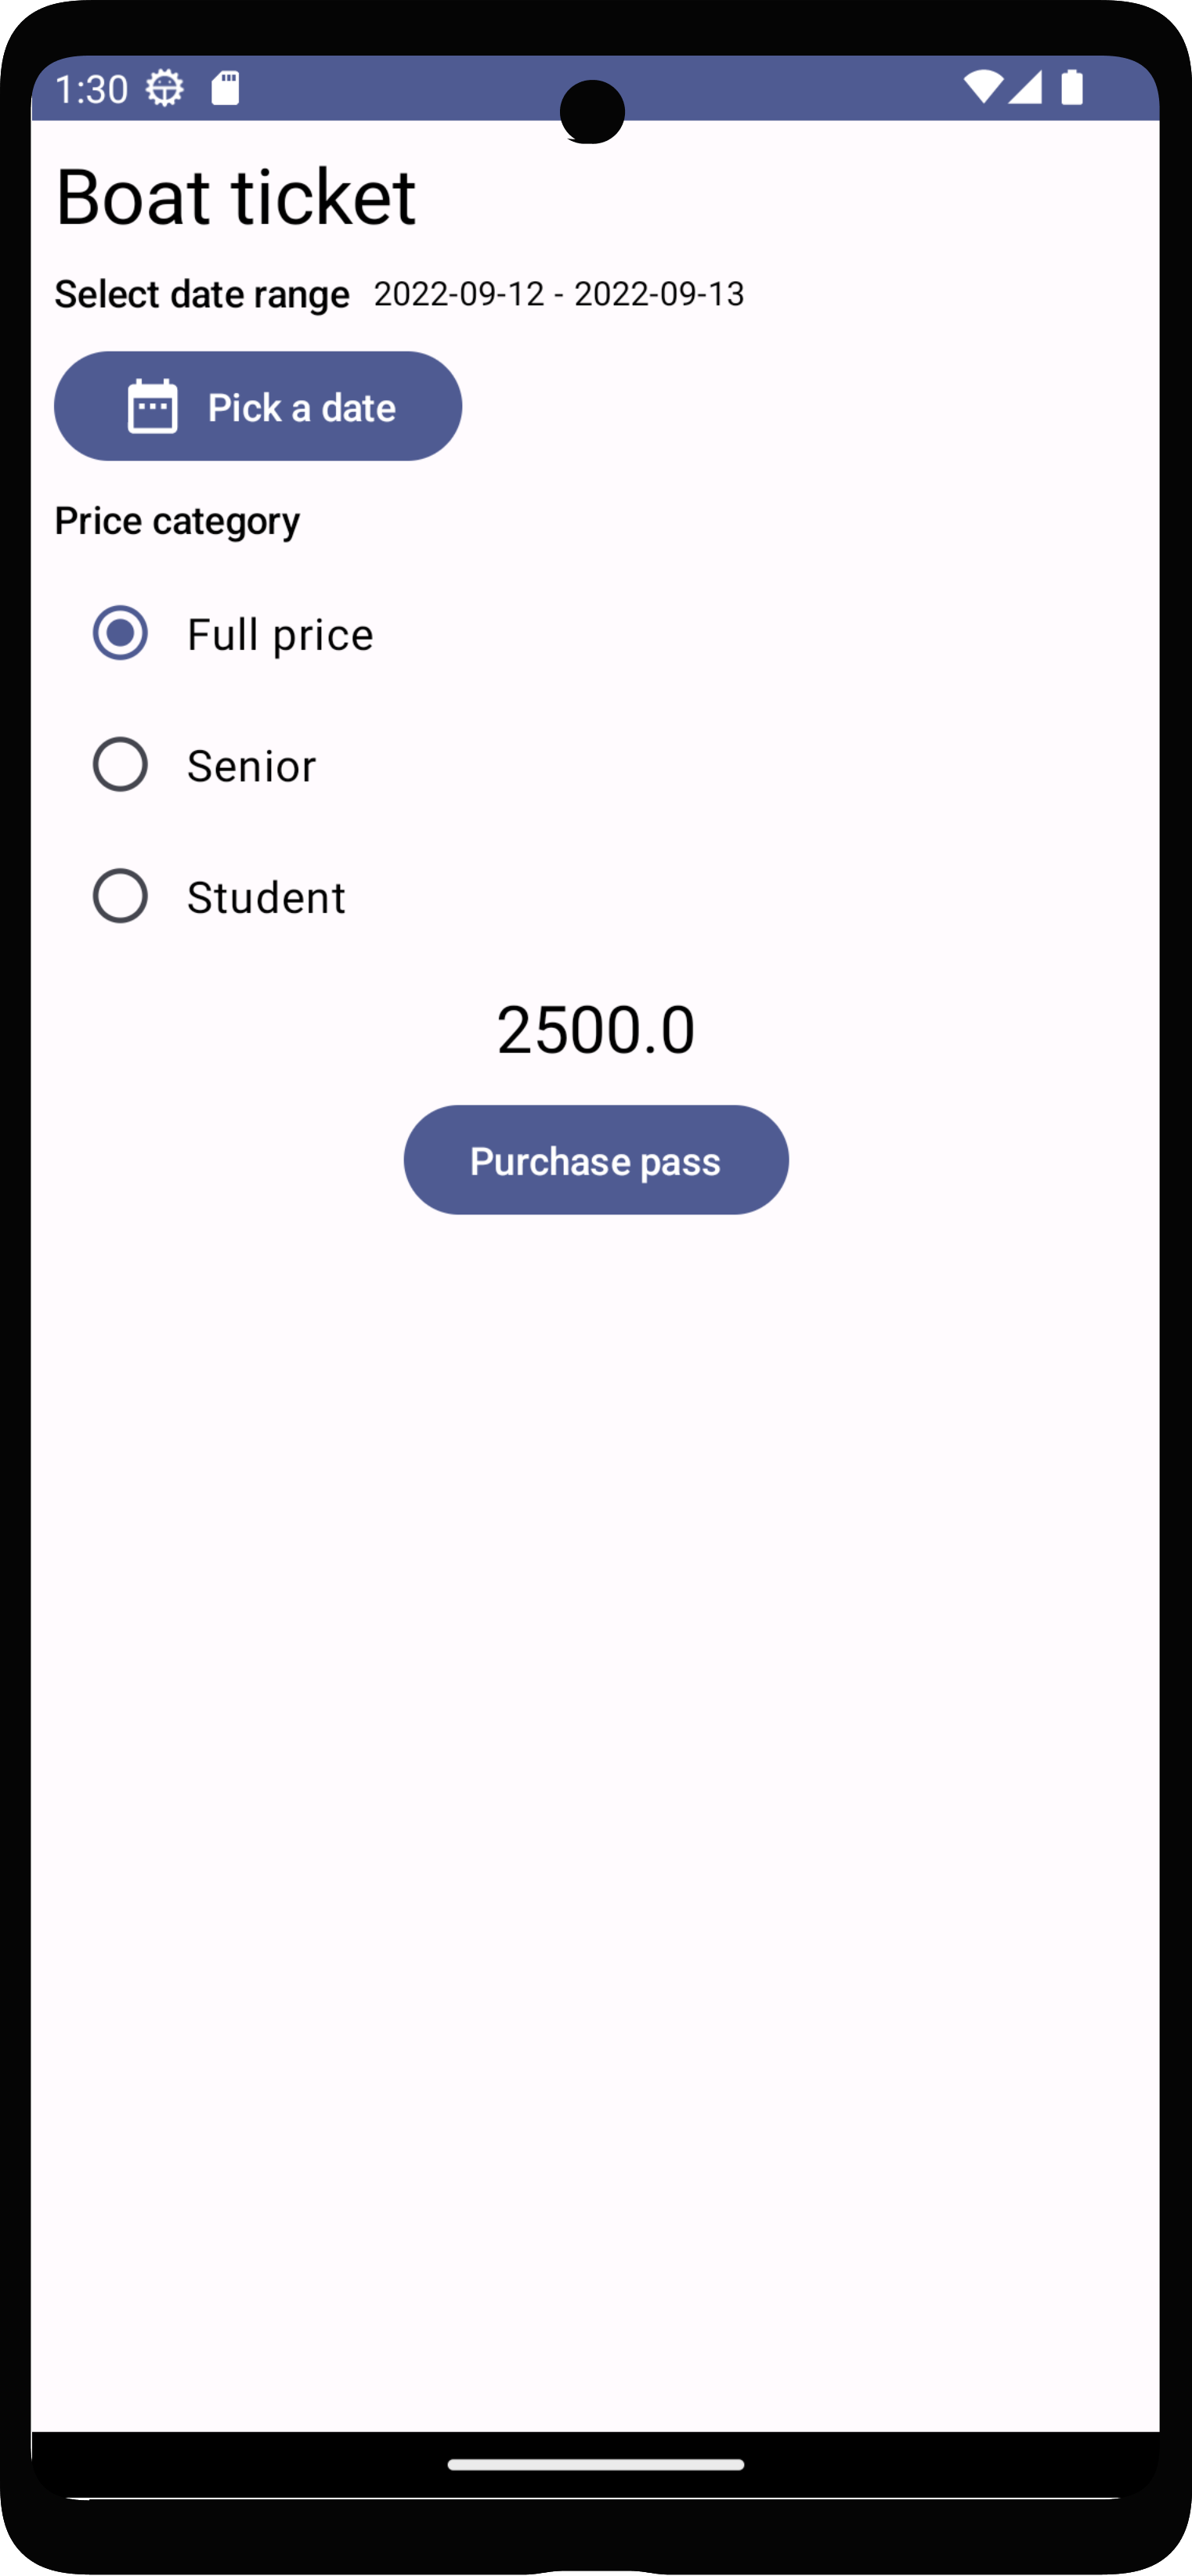 1:30
Boat ticket
Select date range 2022-09-12 - 2022-09-13
Pick a date
Price category
Full price
Senior
Student
2500.0
Purchase pass